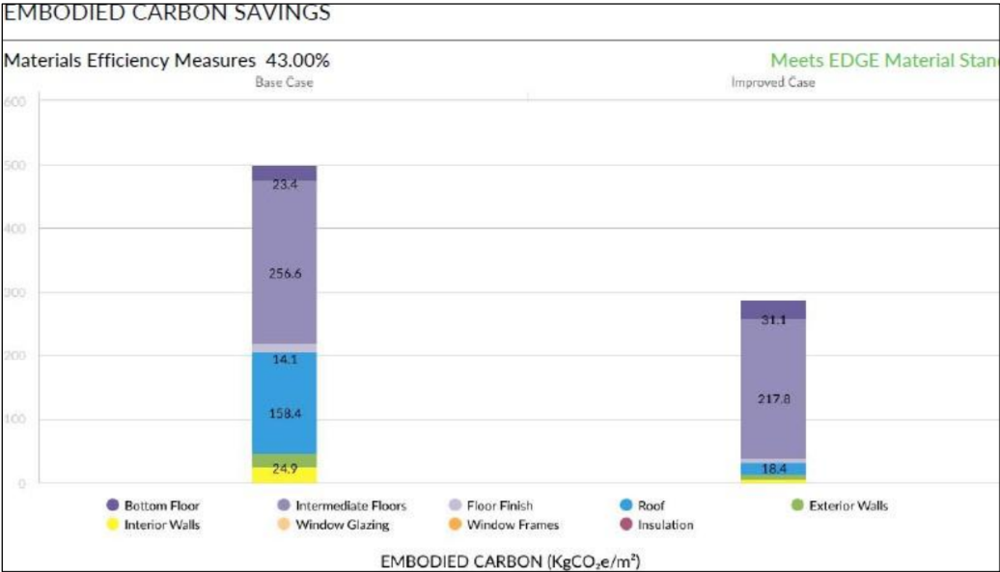 EMBODIED CARBON SAVINGS
Materials Efficiency Measures 43.00%
Meets EDGE Material Stan
Base Case
Improved Case
600
500
400
300
200
100
0
23.4
256.6
14.1
158.4
24.9
31.1
217.8
18.4
Bottom Floor
Intermediate Floors
Floor Finish
Roof
Exterior Walls
Interior Walls
Window Glazing
Window Frames
Insulation
EMBODIED CARBON (KgCO₂e/m²)